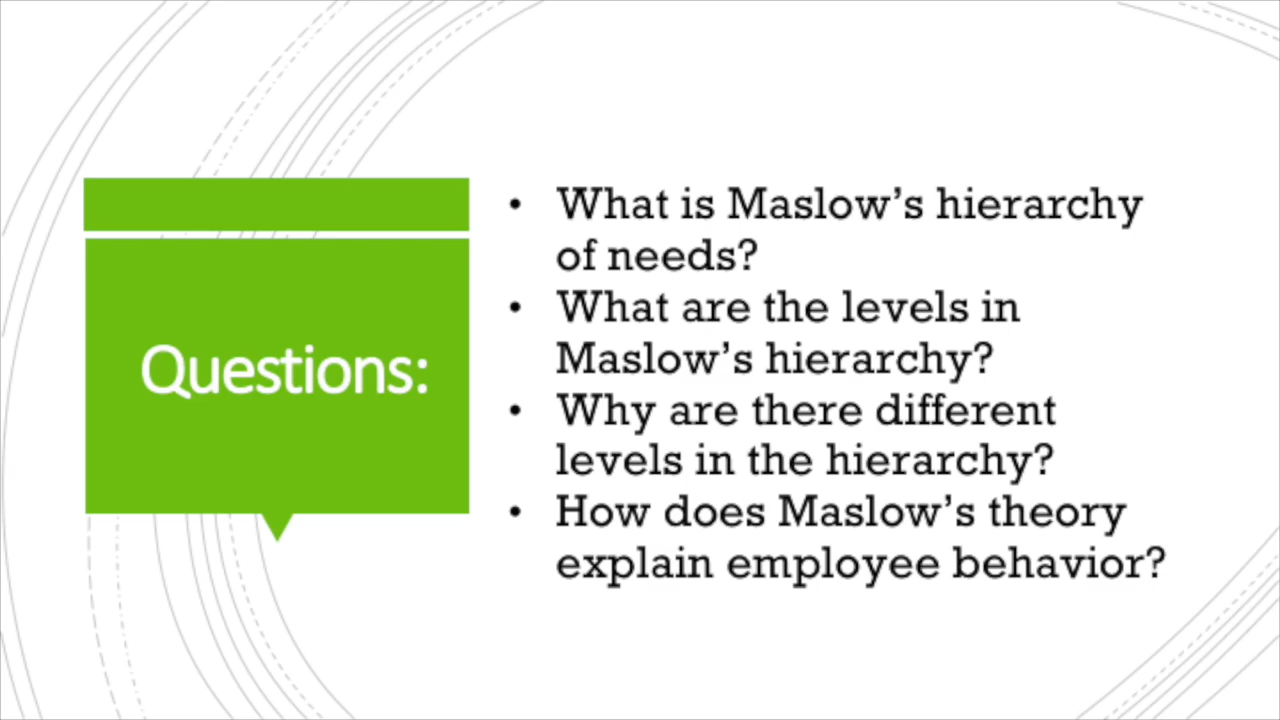 Questions:
• What is Maslow’s hierarchy
of needs?
• What are the levels in
Maslow’s hierarchy?
• Why are there different
levels in the hierarchy?
• How does Maslow’s theory
explain employee behavior?